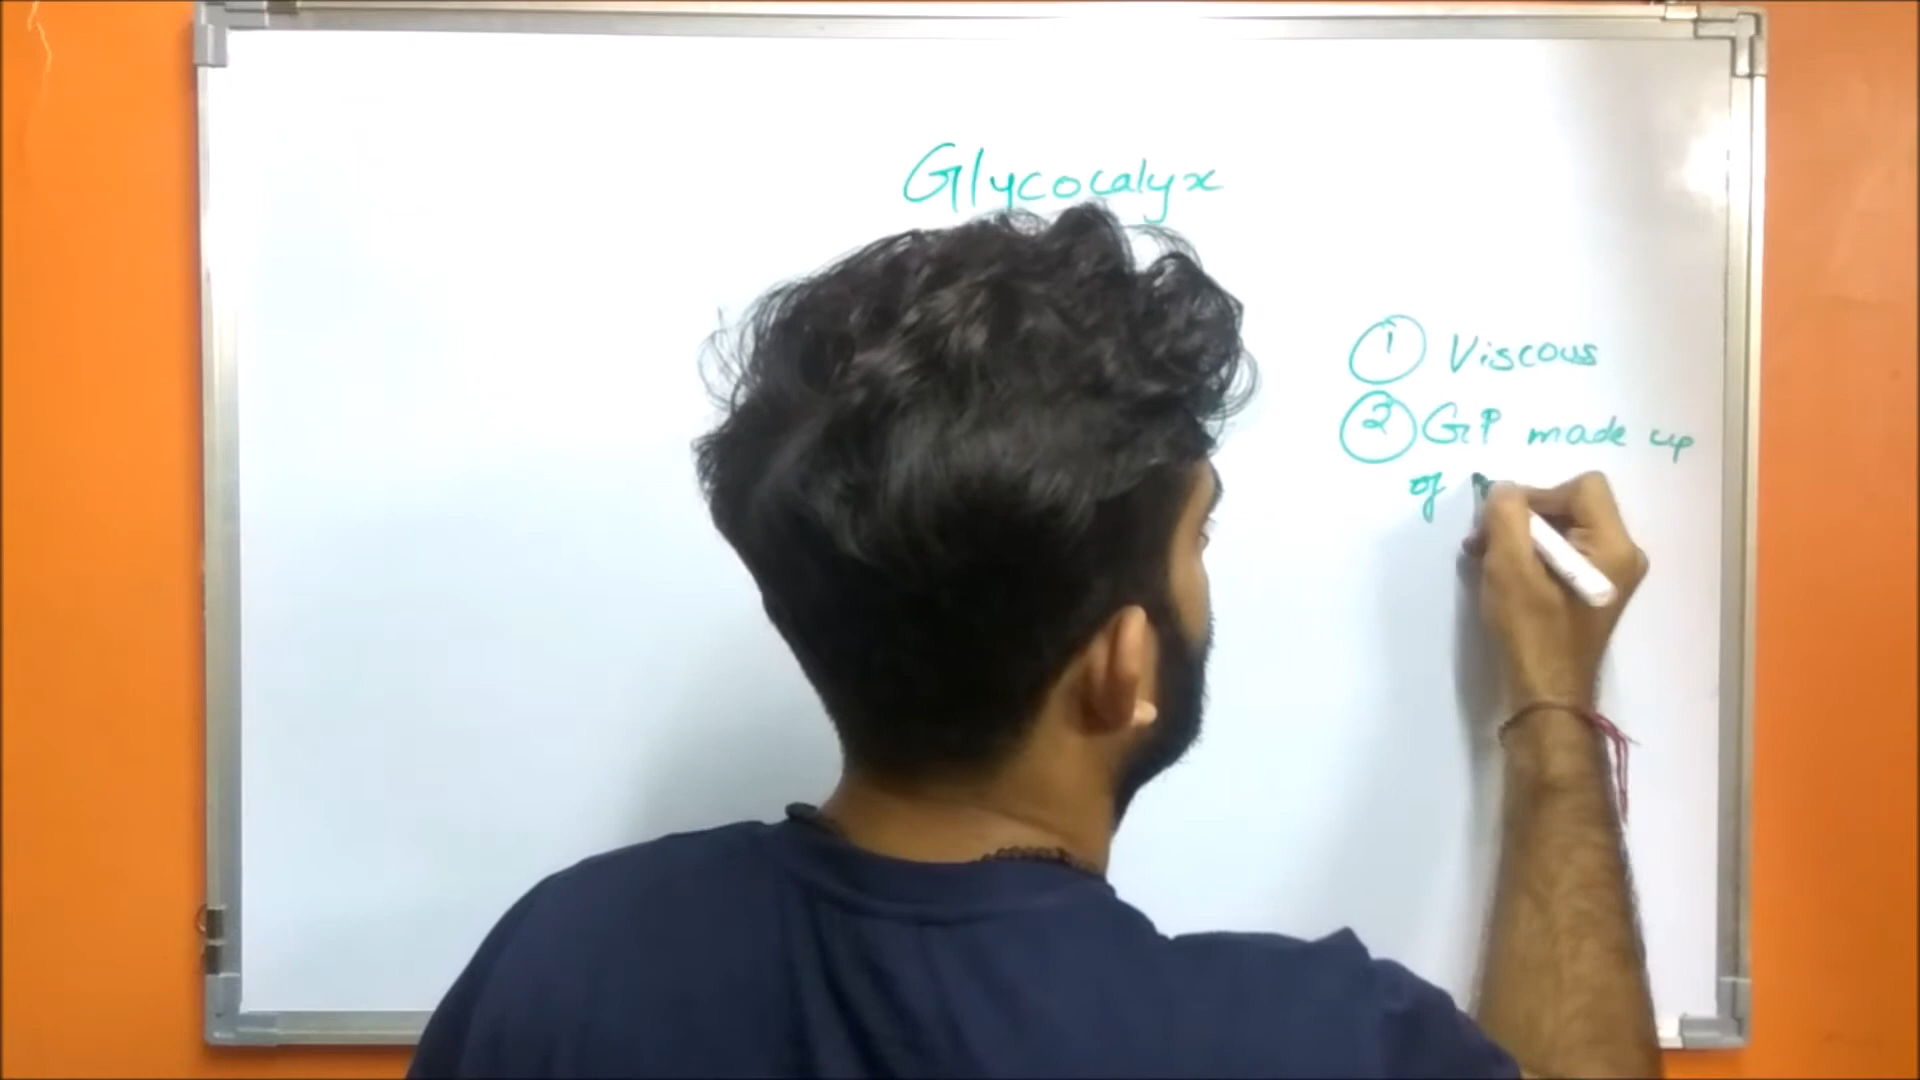 Glycocalyx
① Viscous
② GP made up
of